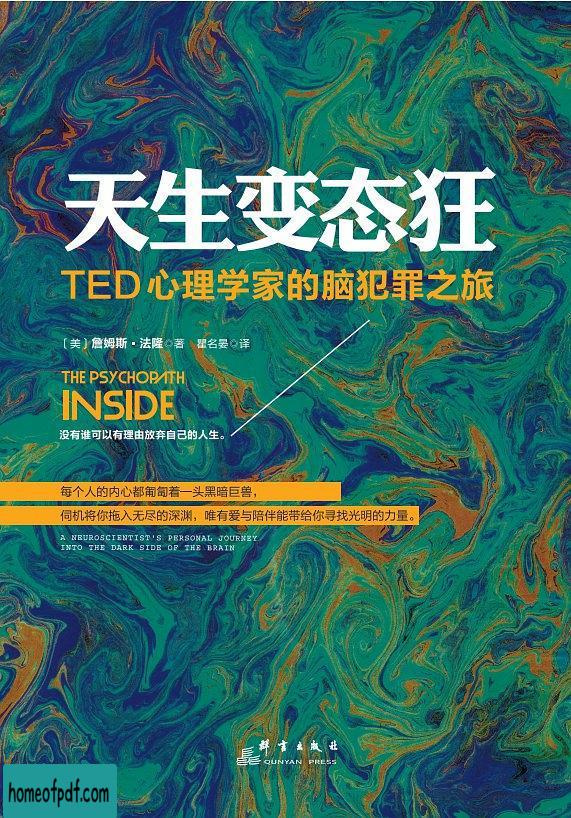 天生变态狂
TED心理学家的脑犯罪之旅
〔美〕詹姆斯·法隆◎著 瞿名晏◎译
THE PSYCHOPATH
INSIDE
没有谁可以有理由放弃自己的人生。
每个人的内心都匍匐着一头黑暗巨兽，
伺机将你拖入无尽的深渊，唯有爱与陪伴能带给你寻找光明的力量。
A NEUROSCIENTIST'S PERSONAL JOURNEY
INTO THE DARK SIDE OF THE BRAIN
群言出版社
QUNYAN PRESS
homeofpdf.com